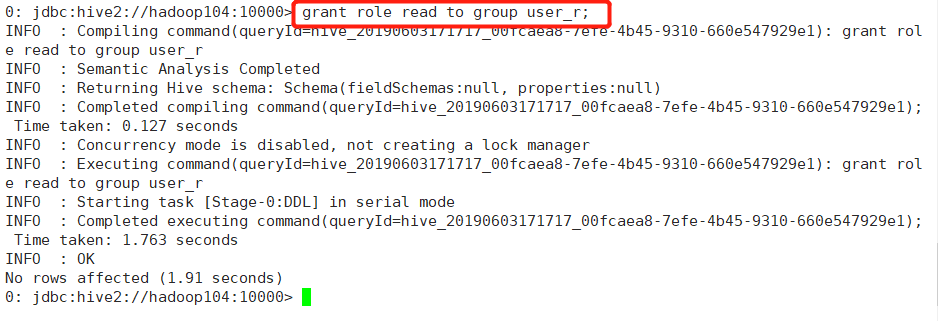 0: jdbc:hive2://hadoop104:10000> grant role read to group user_r;
INFO  : Compiling command(queryId=hive_20190603171717_00fcaea8-7efe-4b45-9310-660e547929e1): grant rol
e read to group user_r
INFO  : Semantic Analysis Completed
INFO  : Returning Hive schema: Schema(fieldSchemas:null, properties:null)
INFO  : Completed compiling command(queryId=hive_20190603171717_00fcaea8-7efe-4b45-9310-660e547929e1);
 Time taken: 0.127 seconds
INFO  : Concurrency mode is disabled, not creating a lock manager
INFO  : Executing command(queryId=hive_20190603171717_00fcaea8-7efe-4b45-9310-660e547929e1): grant rol
e read to group user_r
INFO  : Starting task [Stage-0:DDL] in serial mode
INFO  : Completed executing command(queryId=hive_20190603171717_00fcaea8-7efe-4b45-9310-660e547929e1);
 Time taken: 1.763 seconds
INFO  : OK
No rows affected (1.91 seconds)
0: jdbc:hive2://hadoop104:10000>